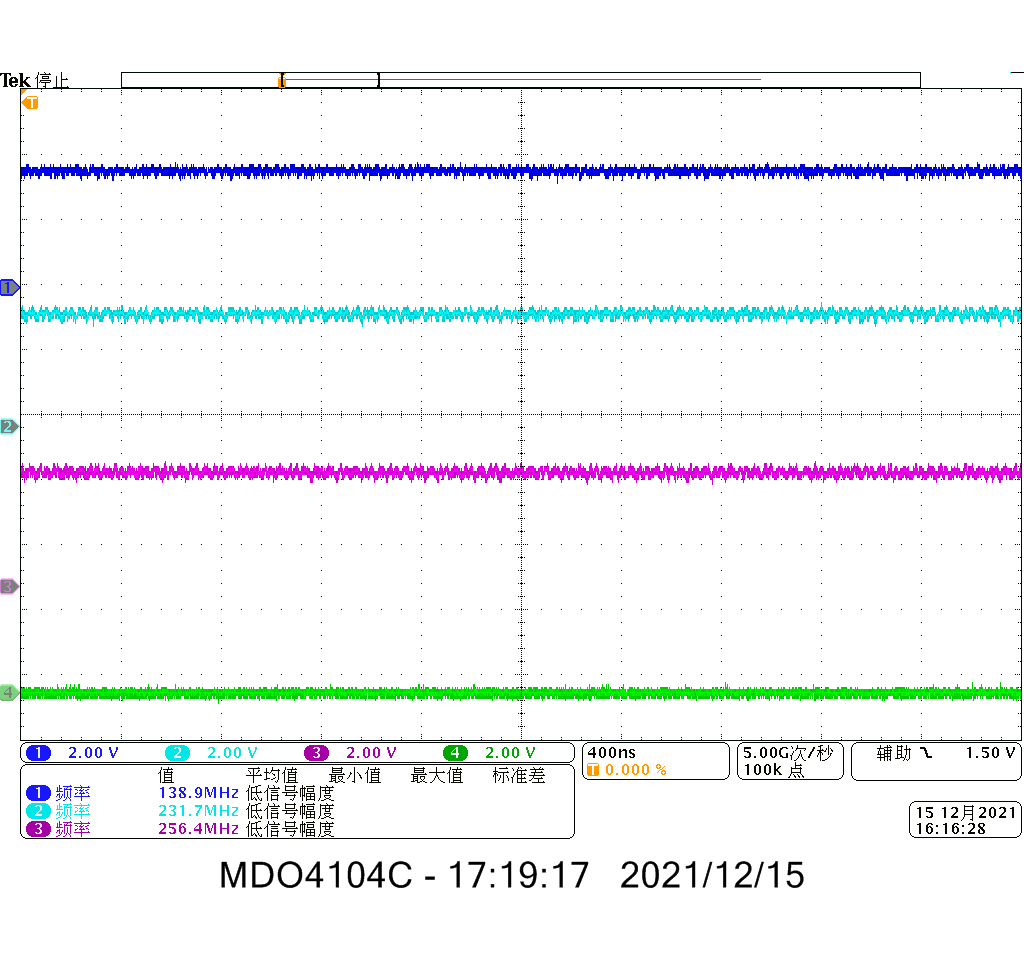 Tek 停止
T
1
2
3
4
1 2.00 V 2 2.00 V 3 2.00 V 4 2.00 V
400ns
T 0.000 %
5.00G次/秒
100k 点
辅助 1.50 V
值 平均值 最小值 最大值 标准差
1 频率 138.9MHz 低信号幅度
2 频率 231.7MHz 低信号幅度
3 频率 256.4MHz 低信号幅度
15 12月2021
16:16:28
MDO4104C - 17:19:17 2021/12/15